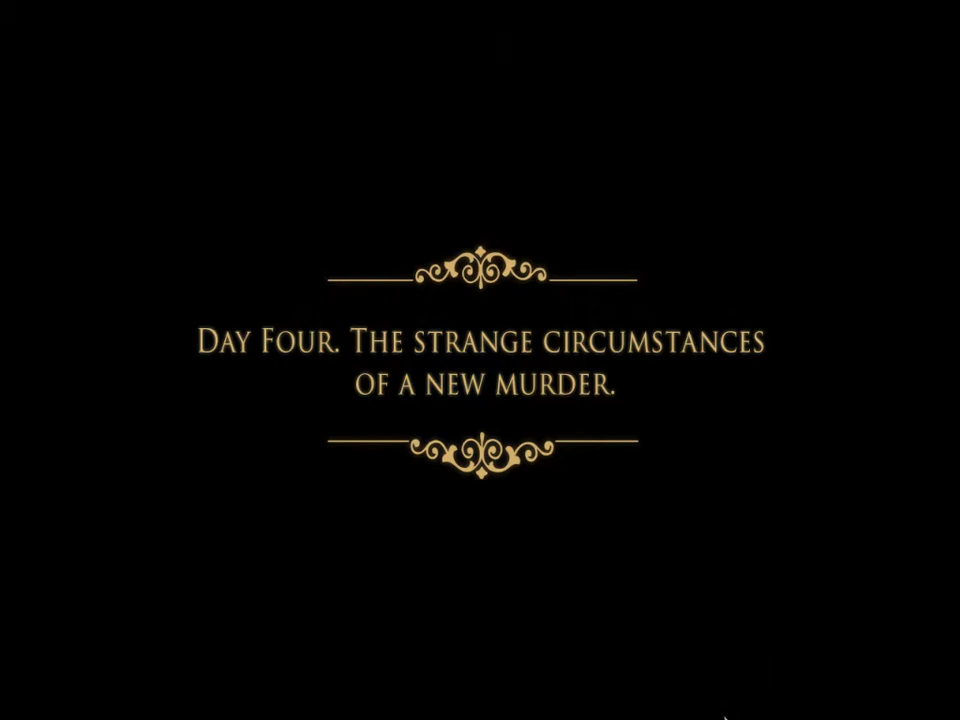 Day Four. The strange circumstances
of a new murder.